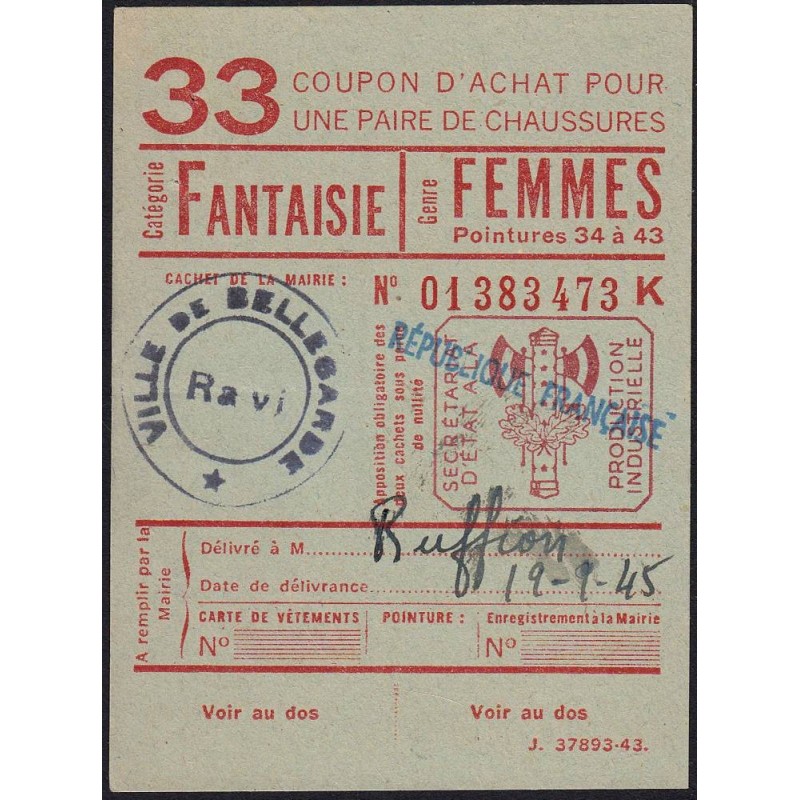 33 COUPON D'ACHAT POUR
UNE PAIRE DE CHAUSSURES
Catégorie
FANTAISIE
Genre
FEMMES
Pointures 34 à 43
CACHET DE LA MAIRIE :
VILLE DE BELLEGARDE
Ravi
Nº 01383473 K
Apposition obligatoire des
deux cachets sous peine
de nullité
SECRÉTARIAT
D'ÉTAT A LA
PRODUCTION
INDUSTRIELLE
RÉPUBLIQUE FRANÇAISE
A remplir par la
Mairie
Délivré à M. Ruffion
Date de délivrance 19-9-45
CARTE DE VÊTEMENTS
Nº
POINTURE :
Enregistrement à la Mairie
Nº
Voir au dos
Voir au dos
J. 37893-43.